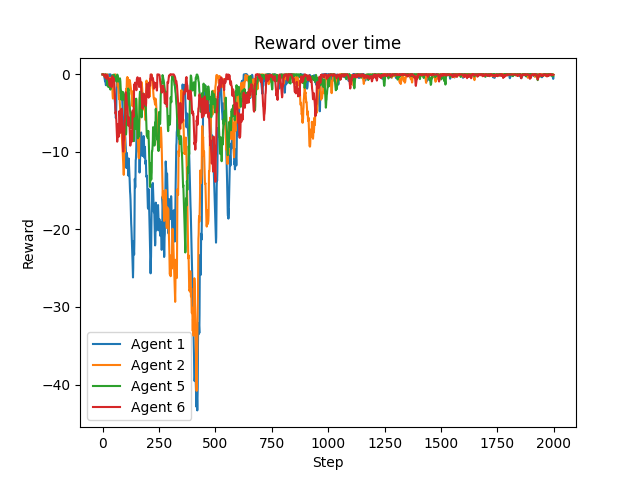 Reward over time
0
−10
−20
−30
−40
Reward
Agent 1
Agent 2
Agent 5
Agent 6
0 250 500 750 1000 1250 1500 1750 2000
Step